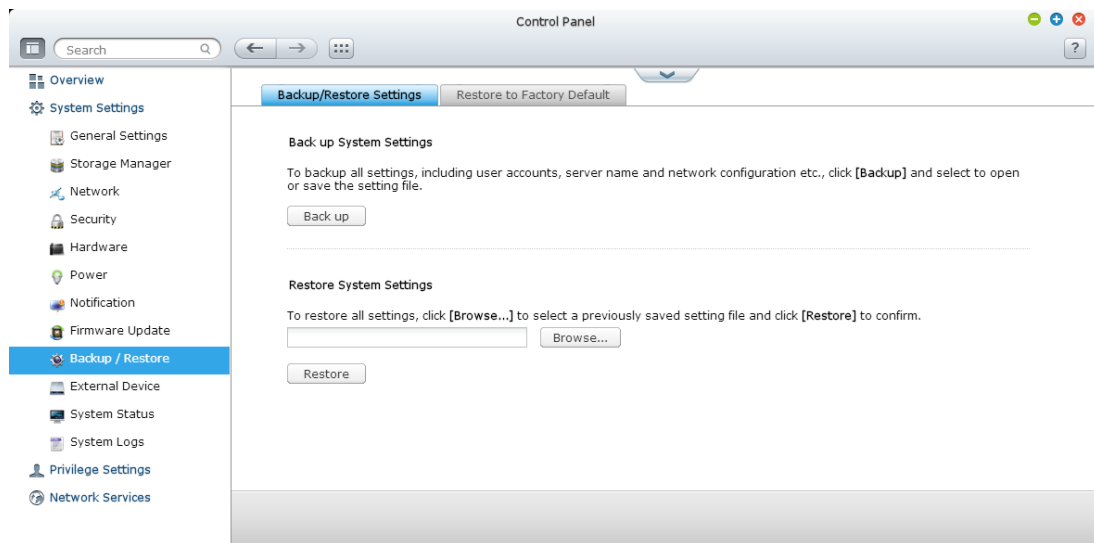 Control Panel
Search
?
Overview
System Settings
General Settings
Storage Manager
Network
Security
Hardware
Power
Notification
Firmware Update
Backup / Restore
External Device
System Status
System Logs
Privilege Settings
Network Services
Backup/Restore Settings
Restore to Factory Default
Back up System Settings
To backup all settings, including user accounts, server name and network configuration etc., click [Backup] and select to open
or save the setting file.
Back up
Restore System Settings
To restore all settings, click [Browse...] to select a previously saved setting file and click [Restore] to confirm.
Browse...
Restore